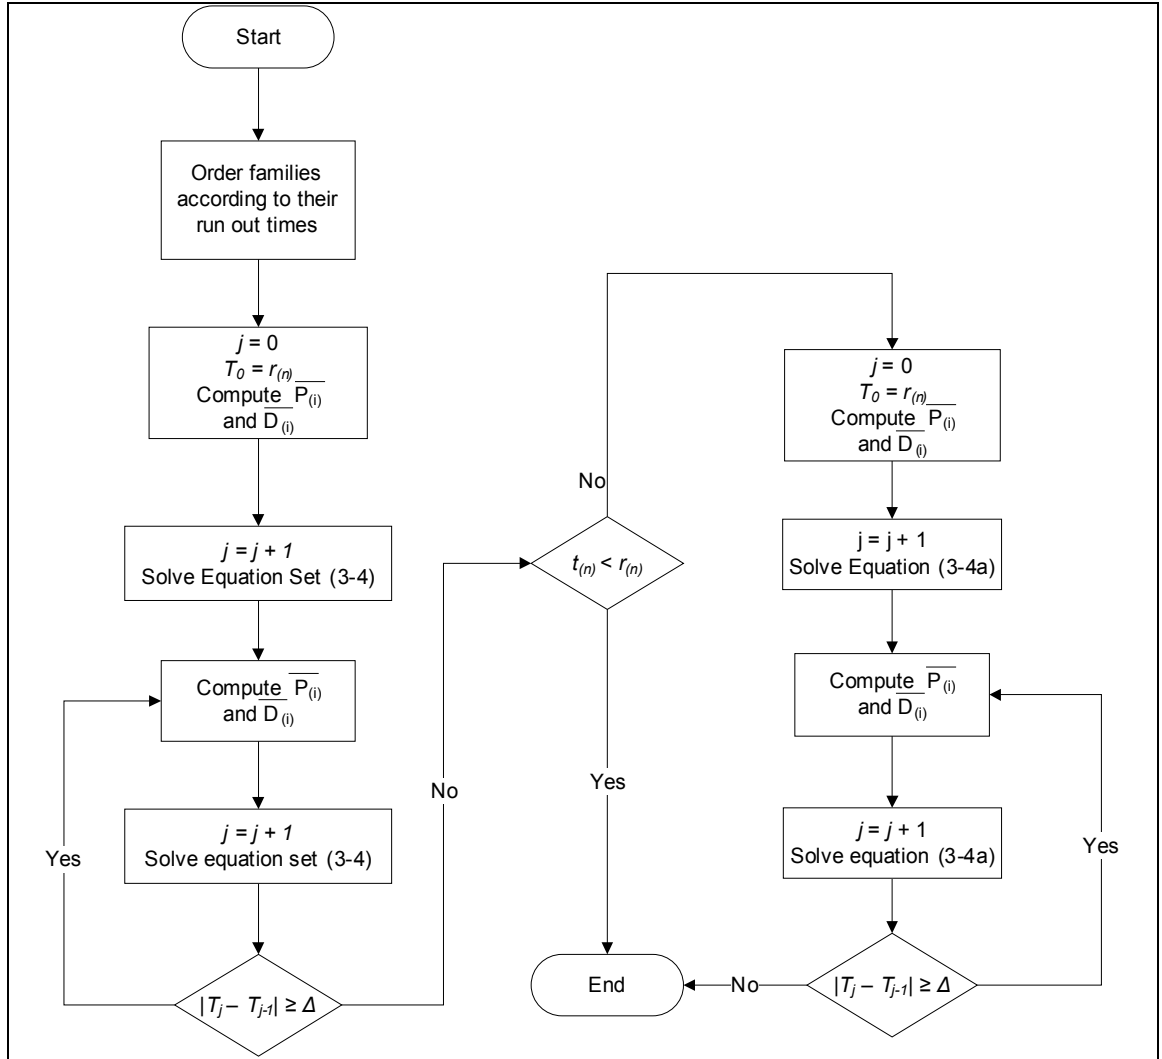 Start
Order families
according to their
run out times
j = 0
T₀ = r₍ₙ₎
Compute P̅₍ᵢ₎
and D̅₍ᵢ₎
j = j + 1
Solve Equation Set (3-4)
Compute P̅₍ᵢ₎
and D̅₍ᵢ₎
j = j + 1
Solve equation set (3-4)
Yes
|Tⱼ – Tⱼ₋₁| ≥ Δ
No
t₍ₙ₎ < r₍ₙ₎
No
Yes
j = 0
T₀ = r₍ₙ₎
Compute P̅₍ᵢ₎
and D̅₍ᵢ₎
j = j + 1
Solve Equation (3-4a)
Compute P̅₍ᵢ₎
and D̅₍ᵢ₎
j = j + 1
Solve equation (3-4a)
Yes
|Tⱼ – Tⱼ₋₁| ≥ Δ
No
End